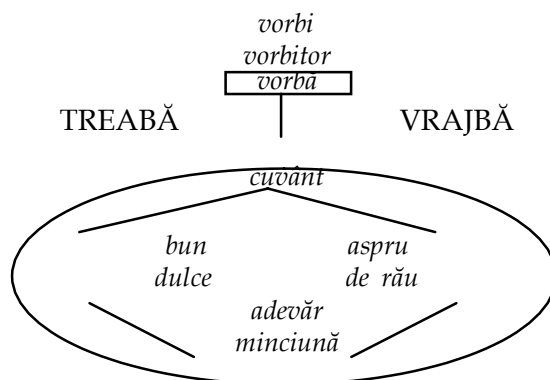 vorbi
vorbitor
vorbă
TREABĂ VRAJBĂ
cuvânt
bun aspru
dulce de rău
adevăr
minciună